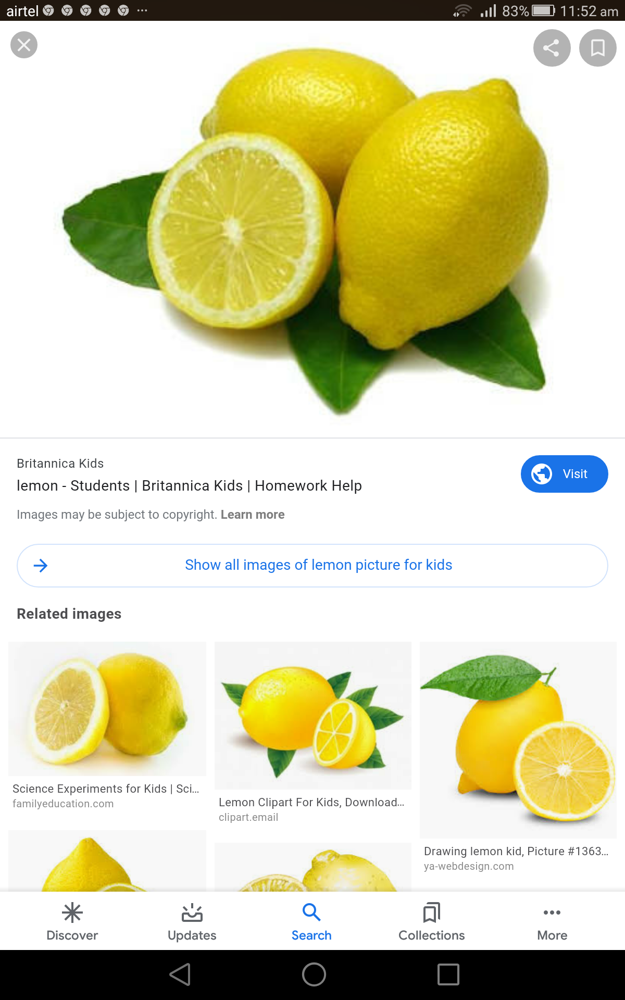 airtel ... 83% 11:52 am
Britannica Kids
lemon - Students | Britannica Kids | Homework Help
Visit
Images may be subject to copyright. Learn more
Show all images of lemon picture for kids
Related images
Science Experiments for Kids | Sci...
familyeducation.com
Lemon Clipart For Kids, Download...
clipart.email
Drawing lemon kid, Picture #1363...
ya-webdesign.com
Discover Updates Search Collections More